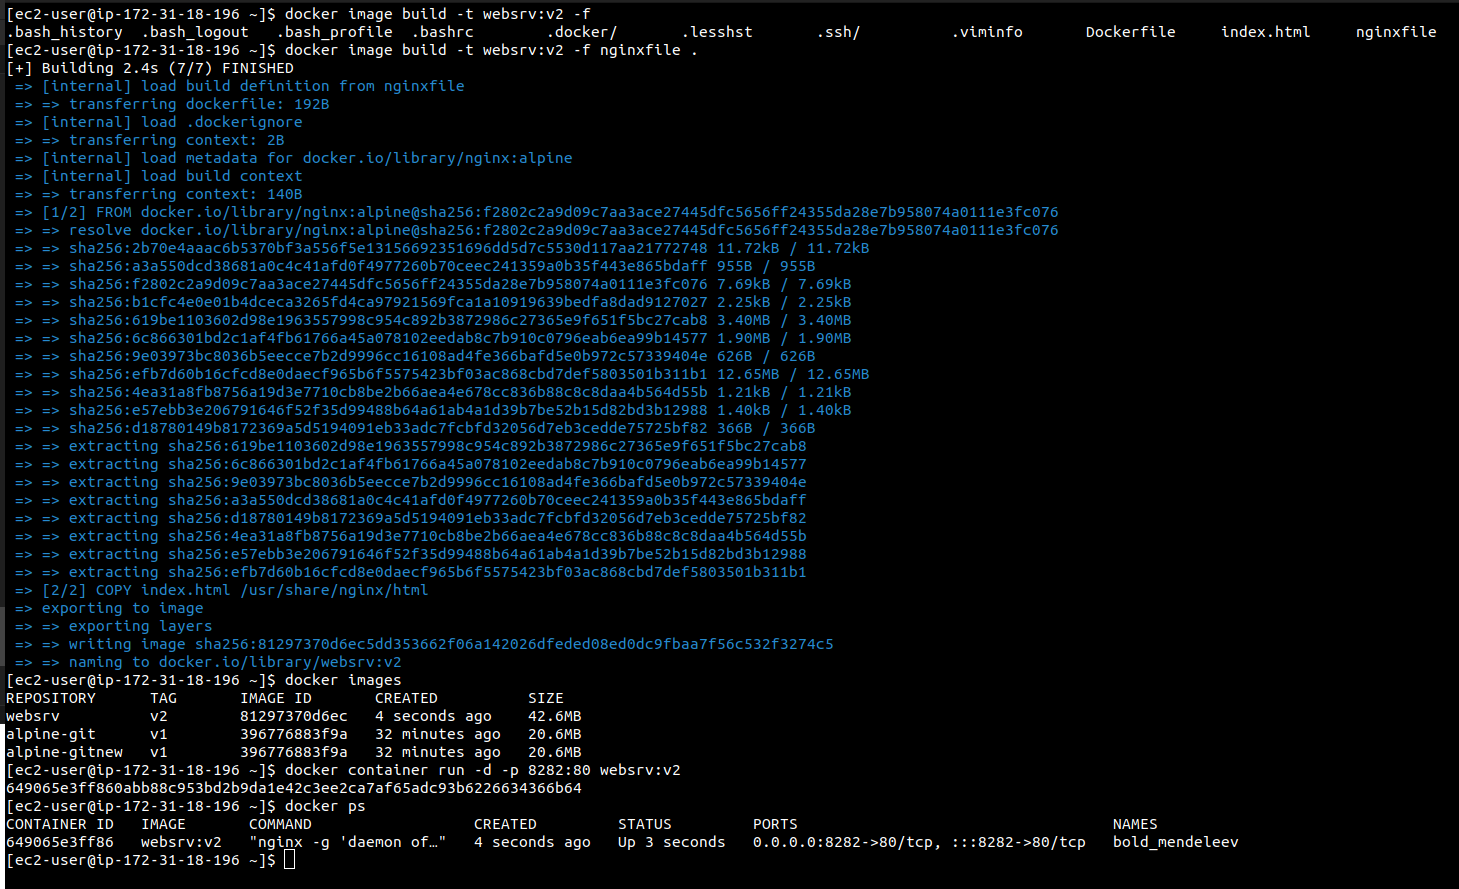 [ec2-user@ip-172-31-18-196 ~]$ docker image build -t websrv:v2 -f
.bash_history  .bash_logout   .bash_profile  .bashrc        .docker/       .lesshst       .ssh/          .viminfo       Dockerfile     index.html     nginxfile
[ec2-user@ip-172-31-18-196 ~]$ docker image build -t websrv:v2 -f nginxfile .
[+] Building 2.4s (7/7) FINISHED
 => [internal] load build definition from nginxfile
 => => transferring dockerfile: 192B
 => [internal] load .dockerignore
 => => transferring context: 2B
 => [internal] load metadata for docker.io/library/nginx:alpine
 => [internal] load build context
 => => transferring context: 140B
 => [1/2] FROM docker.io/library/nginx:alpine@sha256:f2802c2a9d09c7aa3ace27445dfc5656ff24355da28e7b958074a0111e3fc076
 => => resolve docker.io/library/nginx:alpine@sha256:f2802c2a9d09c7aa3ace27445dfc5656ff24355da28e7b958074a0111e3fc076
 => => sha256:2b70e4aaac6b5370bf3a556f5e13156692351696dd5d7c5530d117aa21772748 11.72kB / 11.72kB
 => => sha256:a3a550dcd38681a0c4c41afd0f4977260b70ceec241359a0b35f443e865bdaff 955B / 955B
 => => sha256:f2802c2a9d09c7aa3ace27445dfc5656ff24355da28e7b958074a0111e3fc076 7.69kB / 7.69kB
 => => sha256:b1cfc4e0e01b4dceca3265fd4ca97921569fca1a10919639bedfa8dad9127027 2.25kB / 2.25kB
 => => sha256:619be1103602d98e1963557998c954c892b3872986c27365e9f651f5bc27cab8 3.40MB / 3.40MB
 => => sha256:6c866301bd2c1af4fb61766a45a078102eedab8c7b910c0796eab6ea99b14577 1.90MB / 1.90MB
 => => sha256:9e03973bc8036b5eecce7b2d9996cc16108ad4fe366bafd5e0b972c57339404e 626B / 626B
 => => sha256:efb7d60b16cfcd8e0daecf965b6f5575423bf03ac868cbd7def5803501b311b1 12.65MB / 12.65MB
 => => sha256:4ea31a8fb8756a19d3e7710cb8be2b66aea4e678cc836b88c8c8daa4b564d55b 1.21kB / 1.21kB
 => => sha256:e57ebb3e206791646f52f35d99488b64a61ab4a1d39b7be52b15d82bd3b12988 1.40kB / 1.40kB
 => => sha256:d18780149b8172369a5d5194091eb33adc7fcbfd32056d7eb3cedde75725bf82 366B / 366B
 => => extracting sha256:619be1103602d98e1963557998c954c892b3872986c27365e9f651f5bc27cab8
 => => extracting sha256:6c866301bd2c1af4fb61766a45a078102eedab8c7b910c0796eab6ea99b14577
 => => extracting sha256:9e03973bc8036b5eecce7b2d9996cc16108ad4fe366bafd5e0b972c57339404e
 => => extracting sha256:a3a550dcd38681a0c4c41afd0f4977260b70ceec241359a0b35f443e865bdaff
 => => extracting sha256:d18780149b8172369a5d5194091eb33adc7fcbfd32056d7eb3cedde75725bf82
 => => extracting sha256:4ea31a8fb8756a19d3e7710cb8be2b66aea4e678cc836b88c8c8daa4b564d55b
 => => extracting sha256:e57ebb3e206791646f52f35d99488b64a61ab4a1d39b7be52b15d82bd3b12988
 => => extracting sha256:efb7d60b16cfcd8e0daecf965b6f5575423bf03ac868cbd7def5803501b311b1
 => [2/2] COPY index.html /usr/share/nginx/html
 => exporting to image
 => => exporting layers
 => => writing image sha256:81297370d6ec5dd353662f06a142026dfeded08ed0dc9fbaa7f56c532f3274c5
 => => naming to docker.io/library/websrv:v2
[ec2-user@ip-172-31-18-196 ~]$ docker images
REPOSITORY      TAG       IMAGE ID       CREATED          SIZE
websrv          v2        81297370d6ec   4 seconds ago    42.6MB
alpine-git      v1        396776883f9a   32 minutes ago   20.6MB
alpine-gitnew   v1        396776883f9a   32 minutes ago   20.6MB
[ec2-user@ip-172-31-18-196 ~]$ docker container run -d -p 8282:80 websrv:v2
649065e3ff860abb88c953bd2b9da1e42c3ee2ca7af65adc93b6226634366b64
[ec2-user@ip-172-31-18-196 ~]$ docker ps
CONTAINER ID   IMAGE       COMMAND                  CREATED         STATUS         PORTS                                   NAMES
649065e3ff86   websrv:v2   "nginx -g 'daemon of…"   4 seconds ago   Up 3 seconds   0.0.0.0:8282->80/tcp, :::8282->80/tcp   bold_mendeleev
[ec2-user@ip-172-31-18-196 ~]$